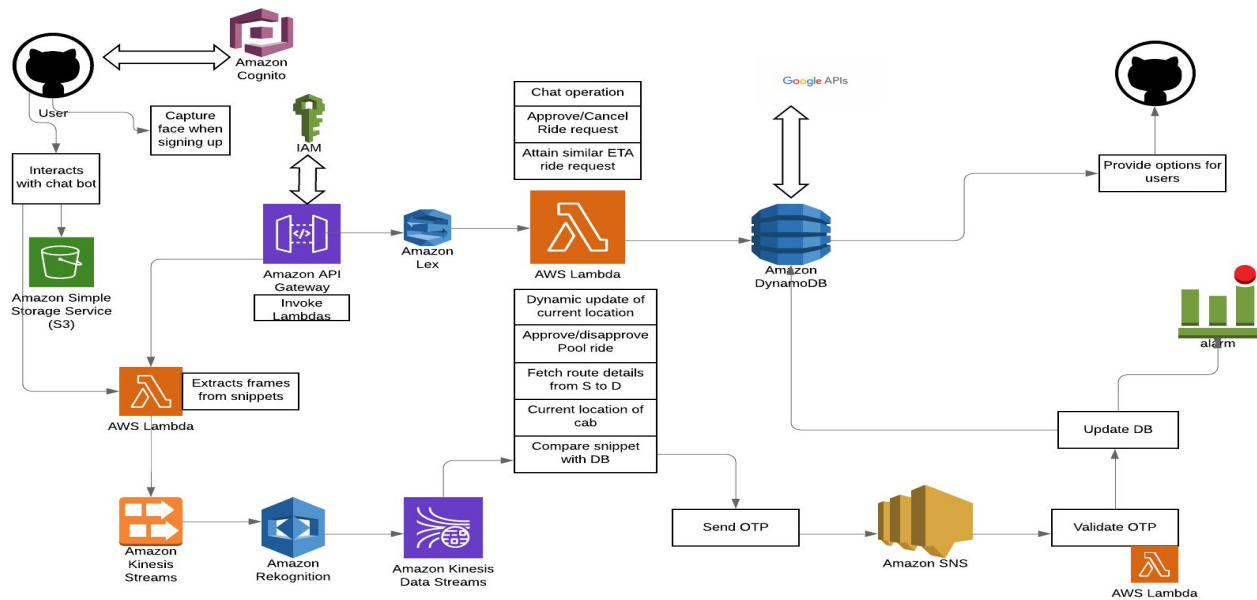 Amazon
Cognito
User
Capture
face when
signing up
IAM
Interacts
with chat bot
Amazon Simple
Storage Service
(S3)
Amazon API
Gateway
Invoke
Lambdas
Amazon
Lex
Chat operation
Approve/Cancel
Ride request
Attain similar ETA
ride request
AWS Lambda
Dynamic update of
current location
Approve/disapprove
Pool ride
Fetch route details
from S to D
Current location of
cab
Compare snippet
with DB
Google APIs
Amazon
DynamoDB
Provide options for
users
alarm
AWS Lambda
Extracts frames
from snippets
Amazon
Kinesis
Streams
Amazon
Rekognition
Amazon Kinesis
Data Streams
Send OTP
Amazon SNS
Validate OTP
AWS Lambda
Update DB